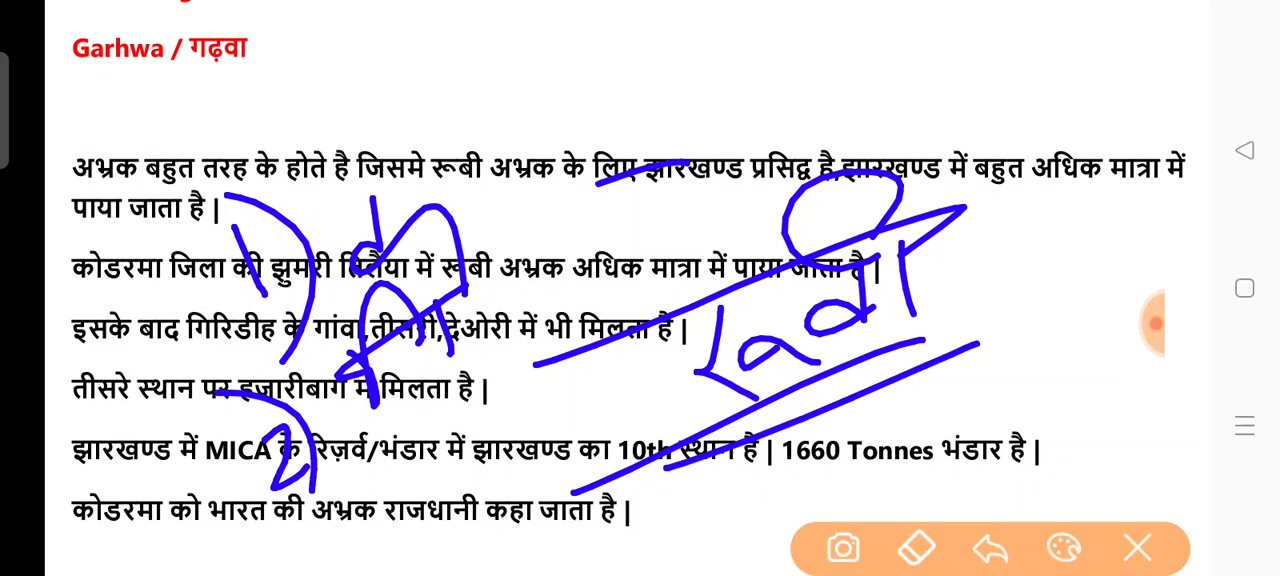 Garhwa / गढ़वा
अभ्रक बहुत तरह के होते है जिसमे रूबी अभ्रक के लिए झारखण्ड प्रसिद्व है,झारखण्ड में बहुत अधिक मात्रा में
पाया जाता है |
कोडरमा जिला की झुमरी तिलैया में रूबी अभ्रक अधिक मात्रा में पाया जाता है |
इसके बाद गिरिडीह के गांवा,तीसरी,देओरी में भी मिलता है |
तीसरे स्थान पर हजारीबाग में मिलता है |
झारखण्ड में MICA के रिज़र्व/भंडार में झारखण्ड का 10th स्थान है | 1660 Tonnes भंडार है |
कोडरमा को भारत की अभ्रक राजधानी कहा जाता है |
1)
2)